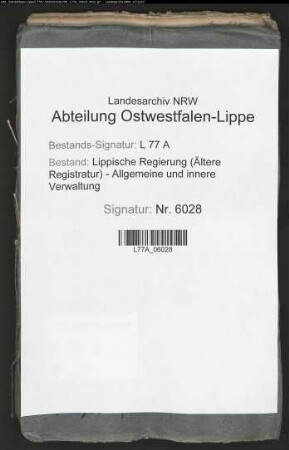 Landesarchiv NRW
Abteilung Ostwestfalen-Lippe
Bestands-Signatur: L 77 A
Bestand: Lippische Regierung (Ältere
Registratur) - Allgemeine und innere
Verwaltung
Signatur: Nr. 6028
L77A_06028